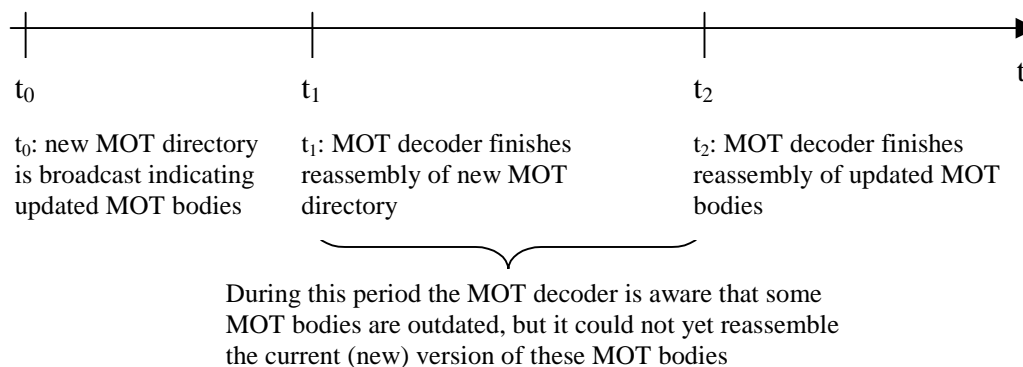 t
t₀
t₁
t₂
t₀: new MOT directory
is broadcast indicating
updated MOT bodies
t₁: MOT decoder finishes
reassembly of new MOT
directory
t₂: MOT decoder finishes
reassembly of updated MOT
bodies
During this period the MOT decoder is aware that some
MOT bodies are outdated, but it could not yet reassemble
the current (new) version of these MOT bodies